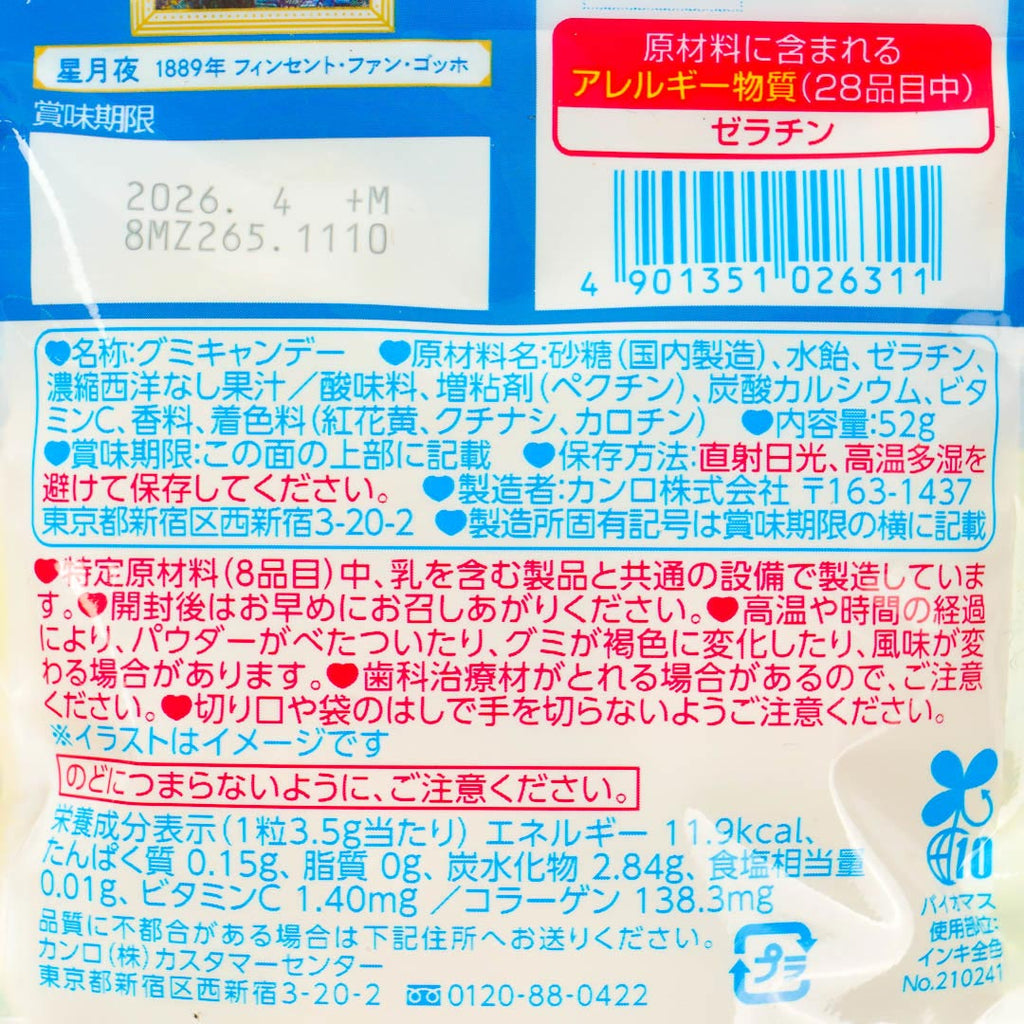 星月夜 1889年 フィンセント・ファン・ゴッホ
賞味期限
2026. 4 +M
8MZ265.1110
原材料に含まれる
アレルギー物質(28品目中)
ゼラチン
4 901351 026311
♥名称:グミキャンデー ♥原材料名:砂糖(国内製造)、水飴、ゼラチン、
濃縮西洋なし果汁/酸味料、増粘剤(ペクチン)、炭酸カルシウム、ビタ
ミンC、香料、着色料(紅花黄、クチナシ、カロチン) ♥内容量:52g
♥賞味期限:この面の上部に記載 ♥保存方法:直射日光、高温多湿を
避けて保存してください。 ♥製造者:カンロ株式会社 〒163-1437
東京都新宿区西新宿3-20-2 ♥製造所固有記号は賞味期限の横に記載
♥特定原材料(8品目)中、乳を含む製品と共通の設備で製造していま
す。♥開封後はお早めにお召しあがりください。♥高温や時間の経過
により、パウダーがべたついたり、グミが褐色に変化したり、風味が変
わる場合があります。♥歯科治療材がとれる場合があるので、ご注意
ください。♥切り口や袋のはしで手を切らないようご注意ください。
※イラストはイメージです
のどにつまらないように、ご注意ください。
栄養成分表示(1粒3.5g当たり) エネルギー 11.9kcal、
たんぱく質 0.15g、脂質 0g、炭水化物 2.84g、食塩相当量
0.01g、ビタミンC 1.40mg /コラーゲン 138.3mg
品質に不都合がある場合は下記住所へお送りください。
カンロ(株)カスタマーセンター
東京都新宿区西新宿3-20-2 0120-88-0422
プラ
10
バイオマス
使用部位:
インキ全色
No.210241